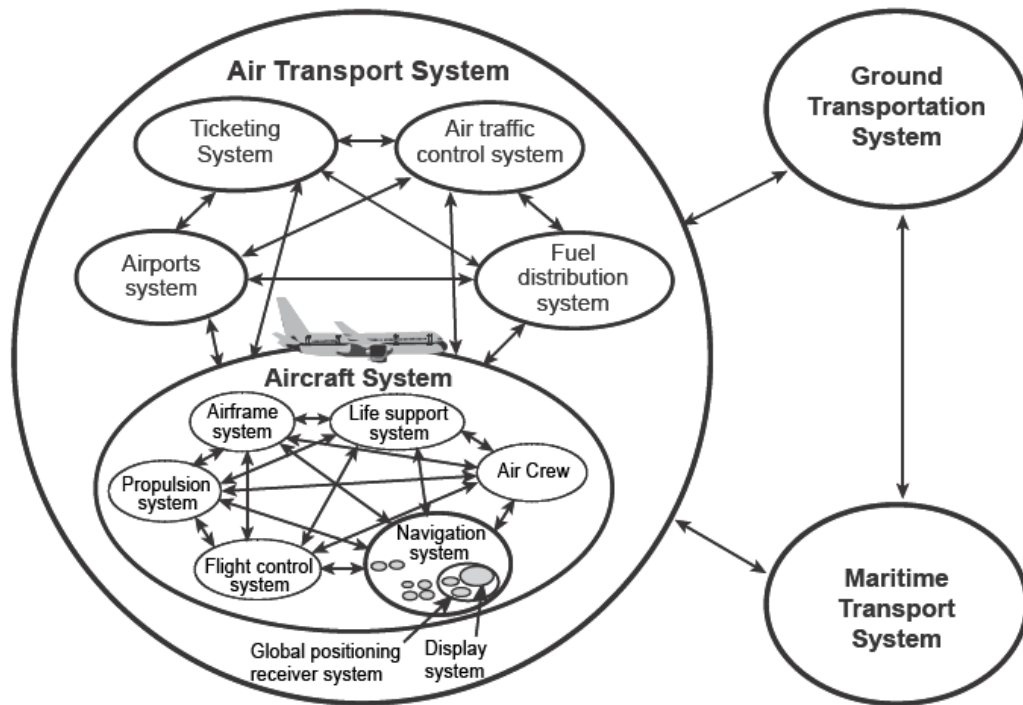 Air Transport System
Ticketing
System
Air traffic
control system
Airports
system
Fuel
distribution
system
Aircraft System
Airframe
system
Life support
system
Propulsion
system
Air Crew
Flight control
system
Navigation
system
Global positioning
receiver system
Display
system
Ground
Transportation
System
Maritime
Transport
System